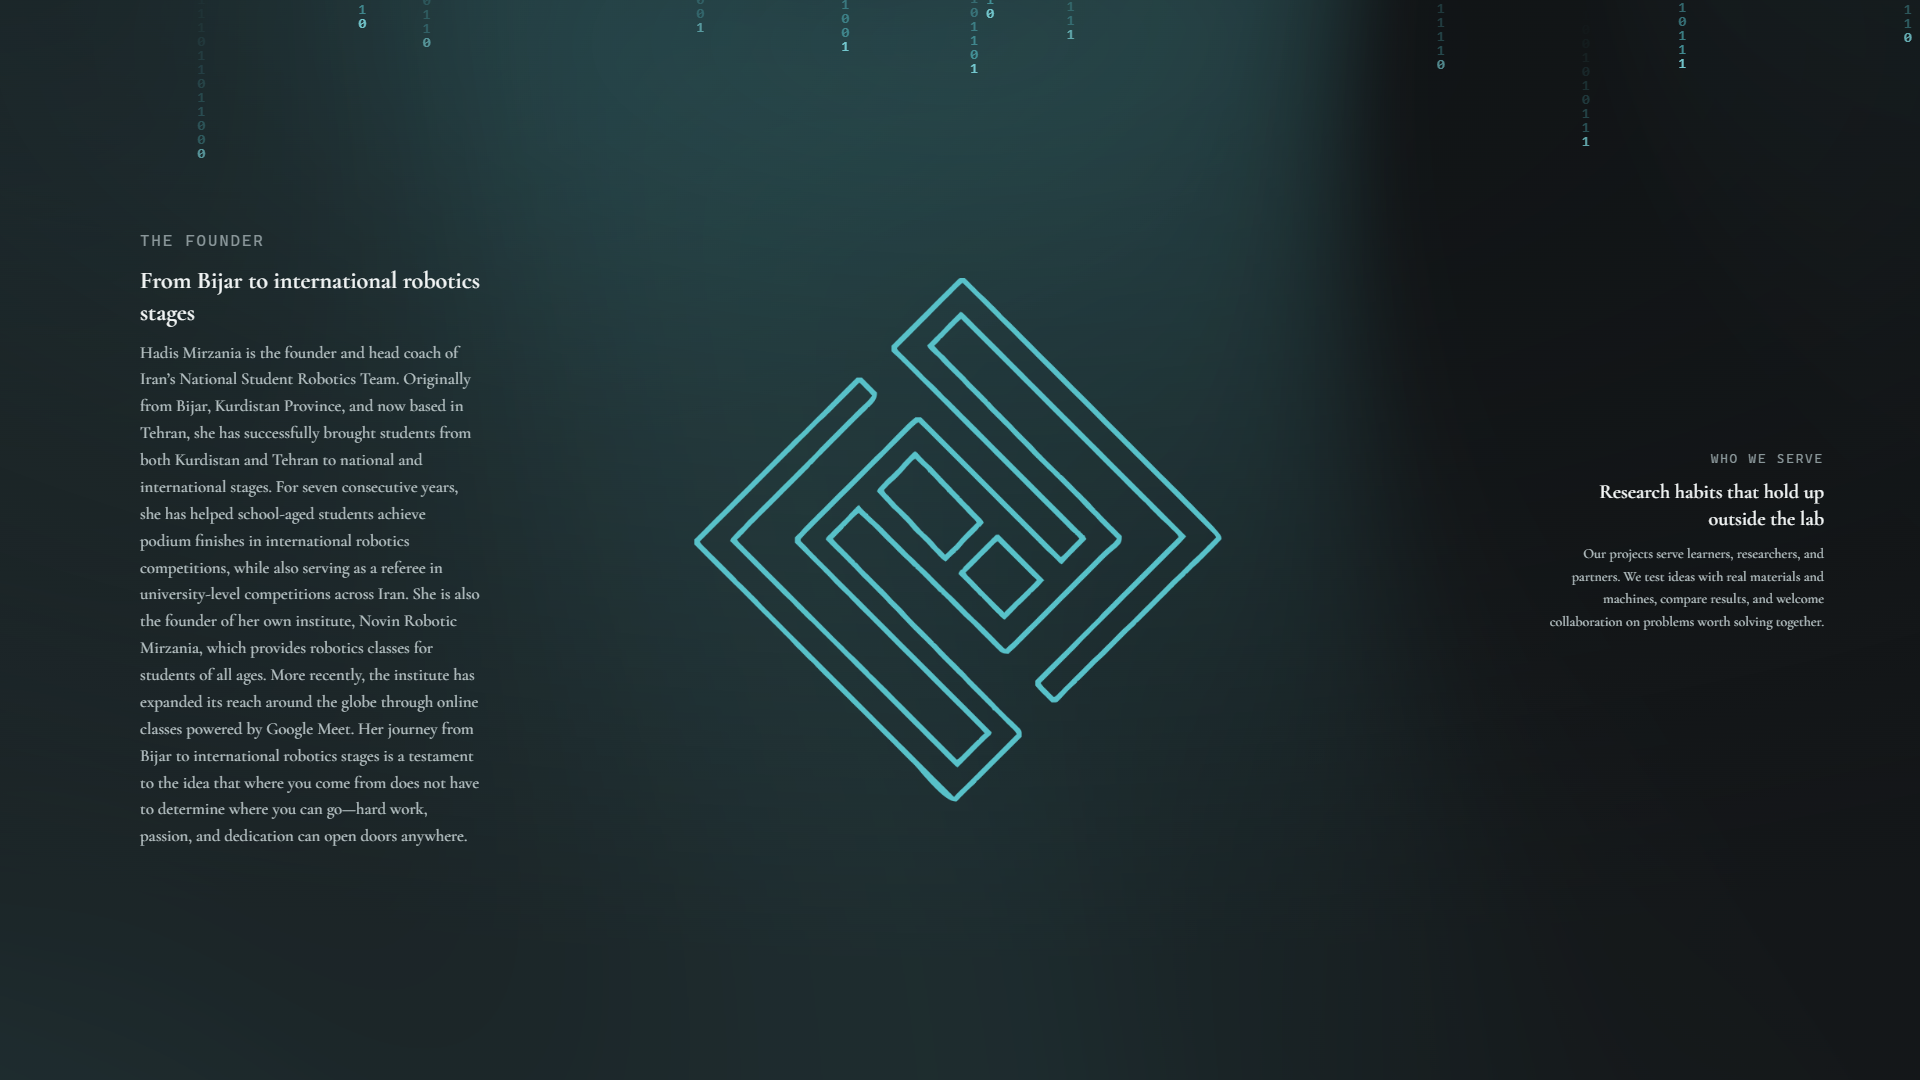 THE FOUNDER
From Bijar to international robotics
stages
Hadis Mirzania is the founder and head coach of
Iran’s National Student Robotics Team. Originally
from Bijar, Kurdistan Province, and now based in
Tehran, she has successfully brought students from
both Kurdistan and Tehran to national and
international stages. For seven consecutive years,
she has helped school-aged students achieve
podium finishes in international robotics
competitions, while also serving as a referee in
university-level competitions across Iran. She is also
the founder of her own institute, Novin Robotic
Mirzania, which provides robotics classes for
students of all ages. More recently, the institute has
expanded its reach around the globe through online
classes powered by Google Meet. Her journey from
Bijar to international robotics stages is a testament
to the idea that where you come from does not have
to determine where you can go—hard work,
passion, and dedication can open doors anywhere.
WHO WE SERVE
Research habits that hold up
outside the lab
Our projects serve learners, researchers, and
partners. We test ideas with real materials and
machines, compare results, and welcome
collaboration on problems worth solving together.